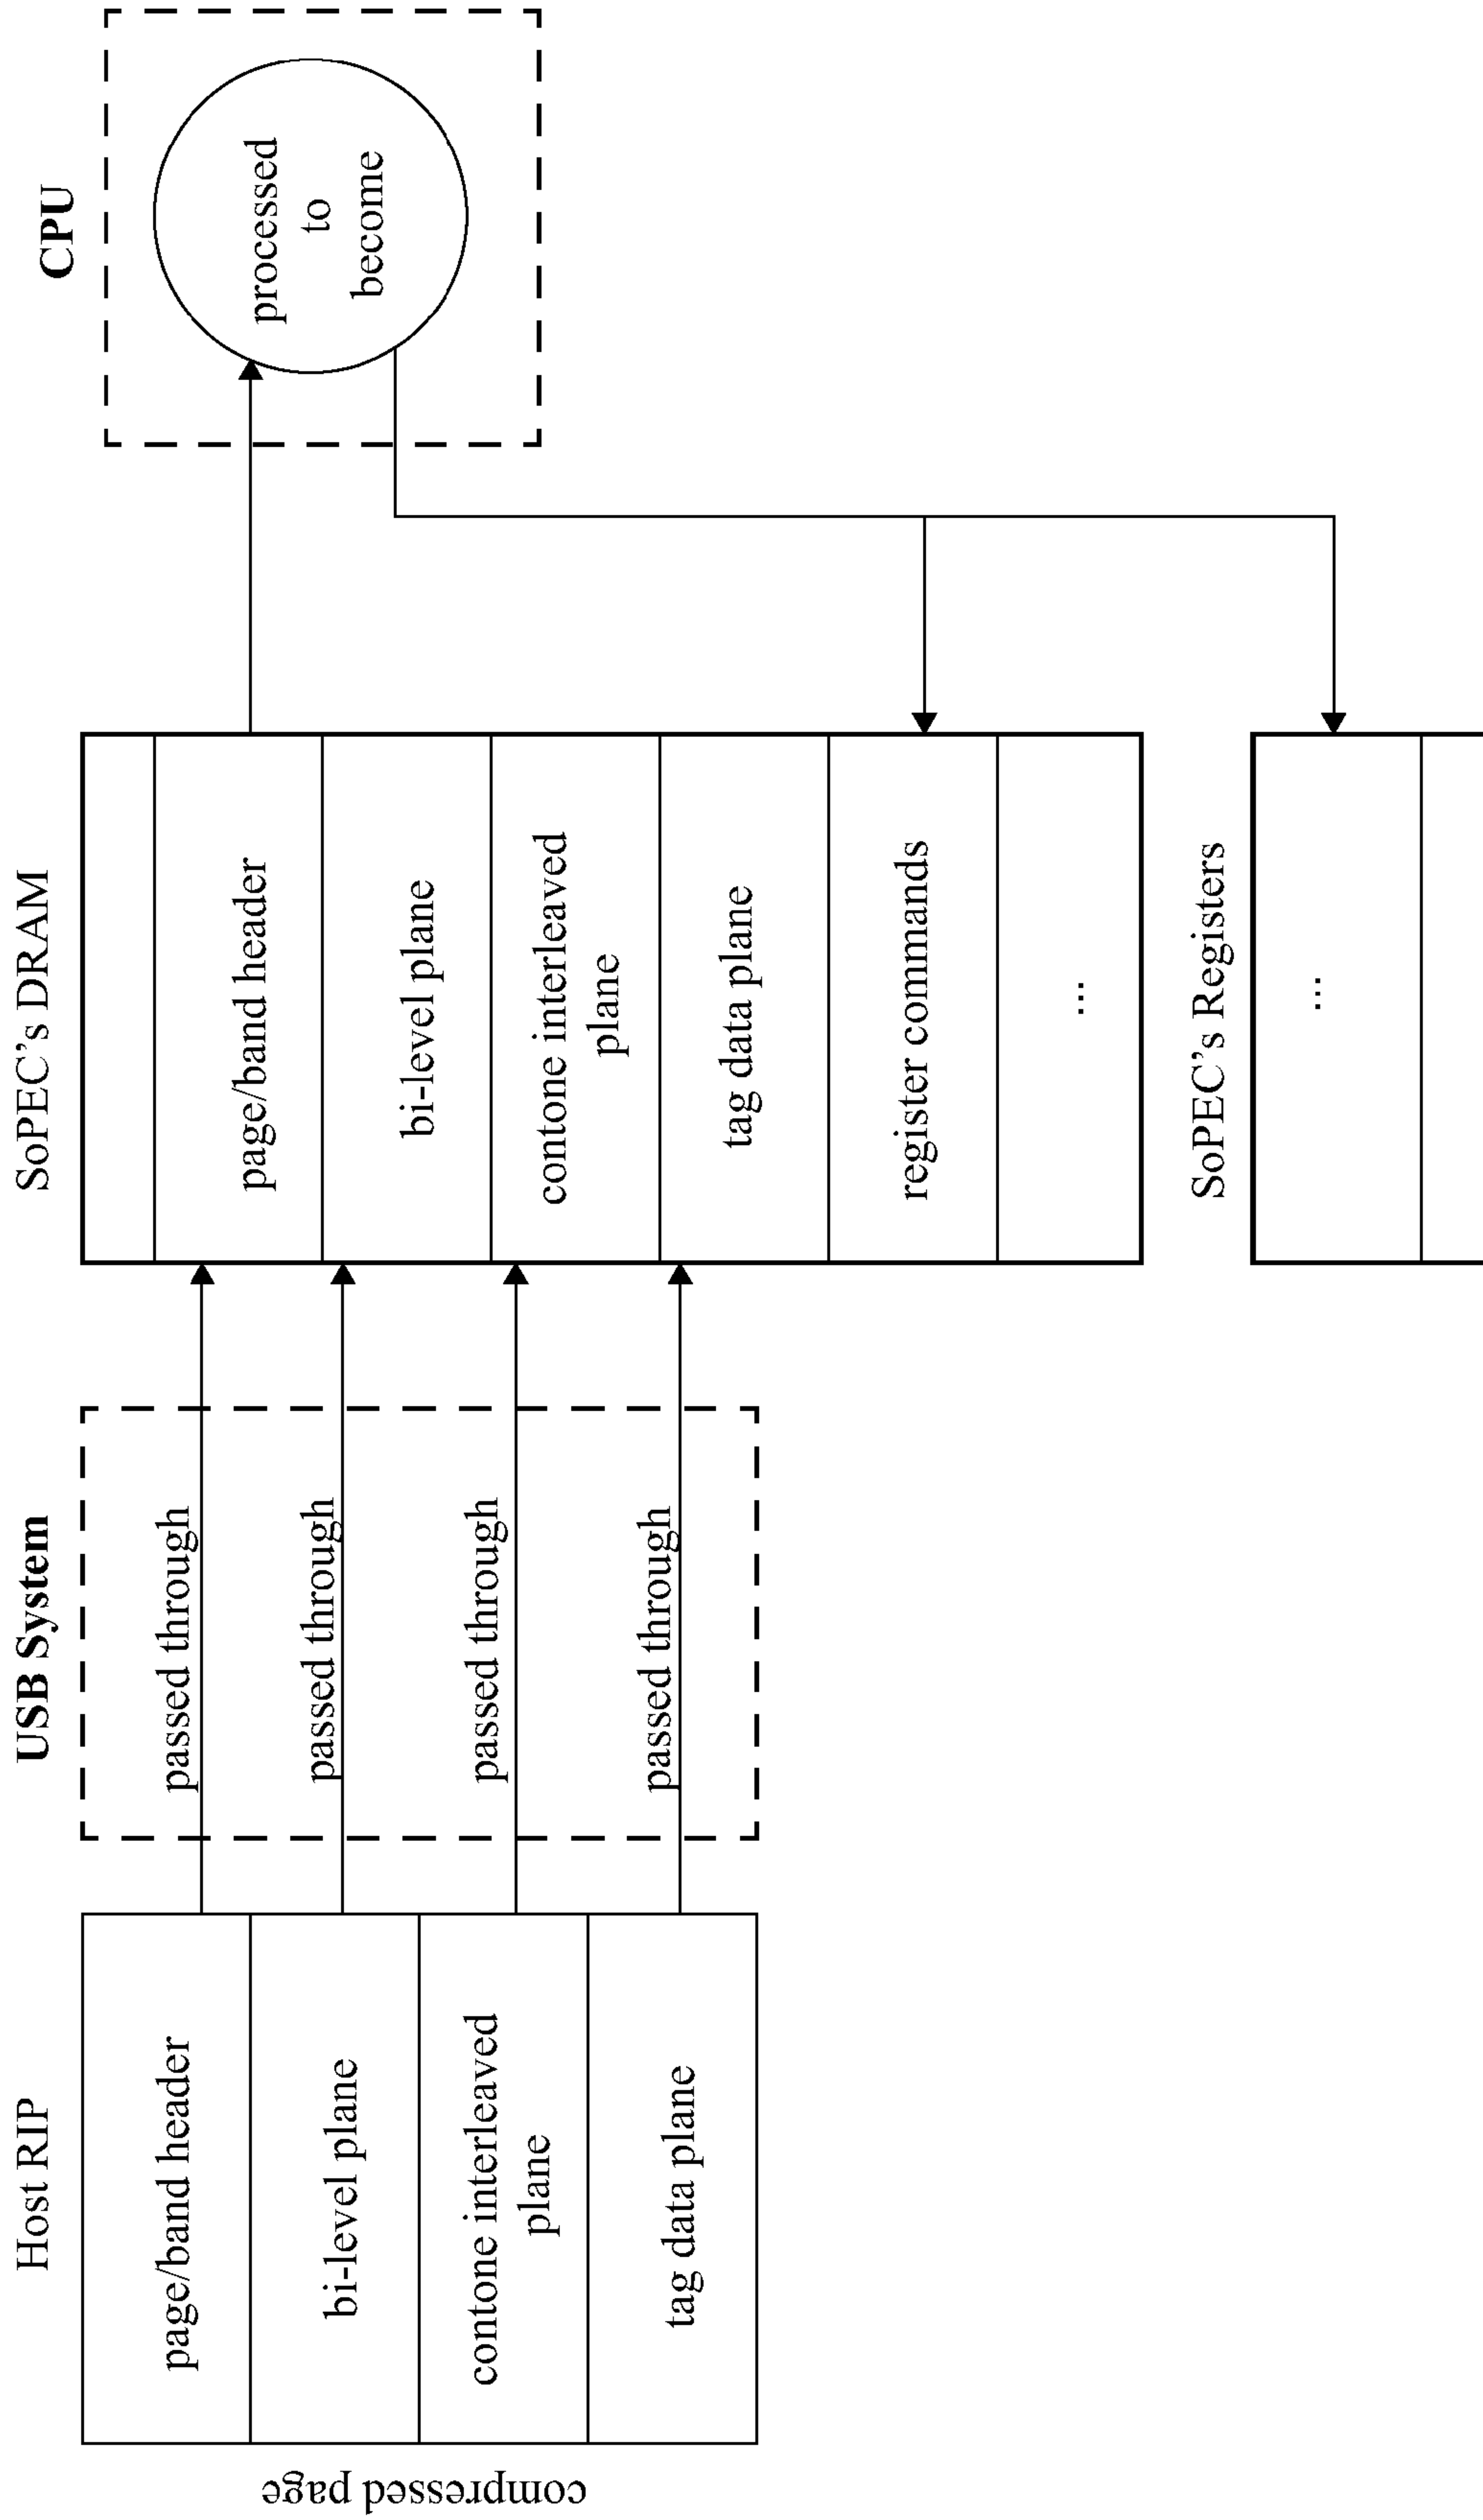 Host RIP
compressed page
page/band header
bi-level plane
contone interleaved
plane
tag data plane
USB System
passed through
passed through
passed through
passed through
SoPEC's DRAM
page/band header
bi-level plane
contone interleaved
plane
tag data plane
register commands
...
CPU
processed
to
become
SoPEC's Registers
...